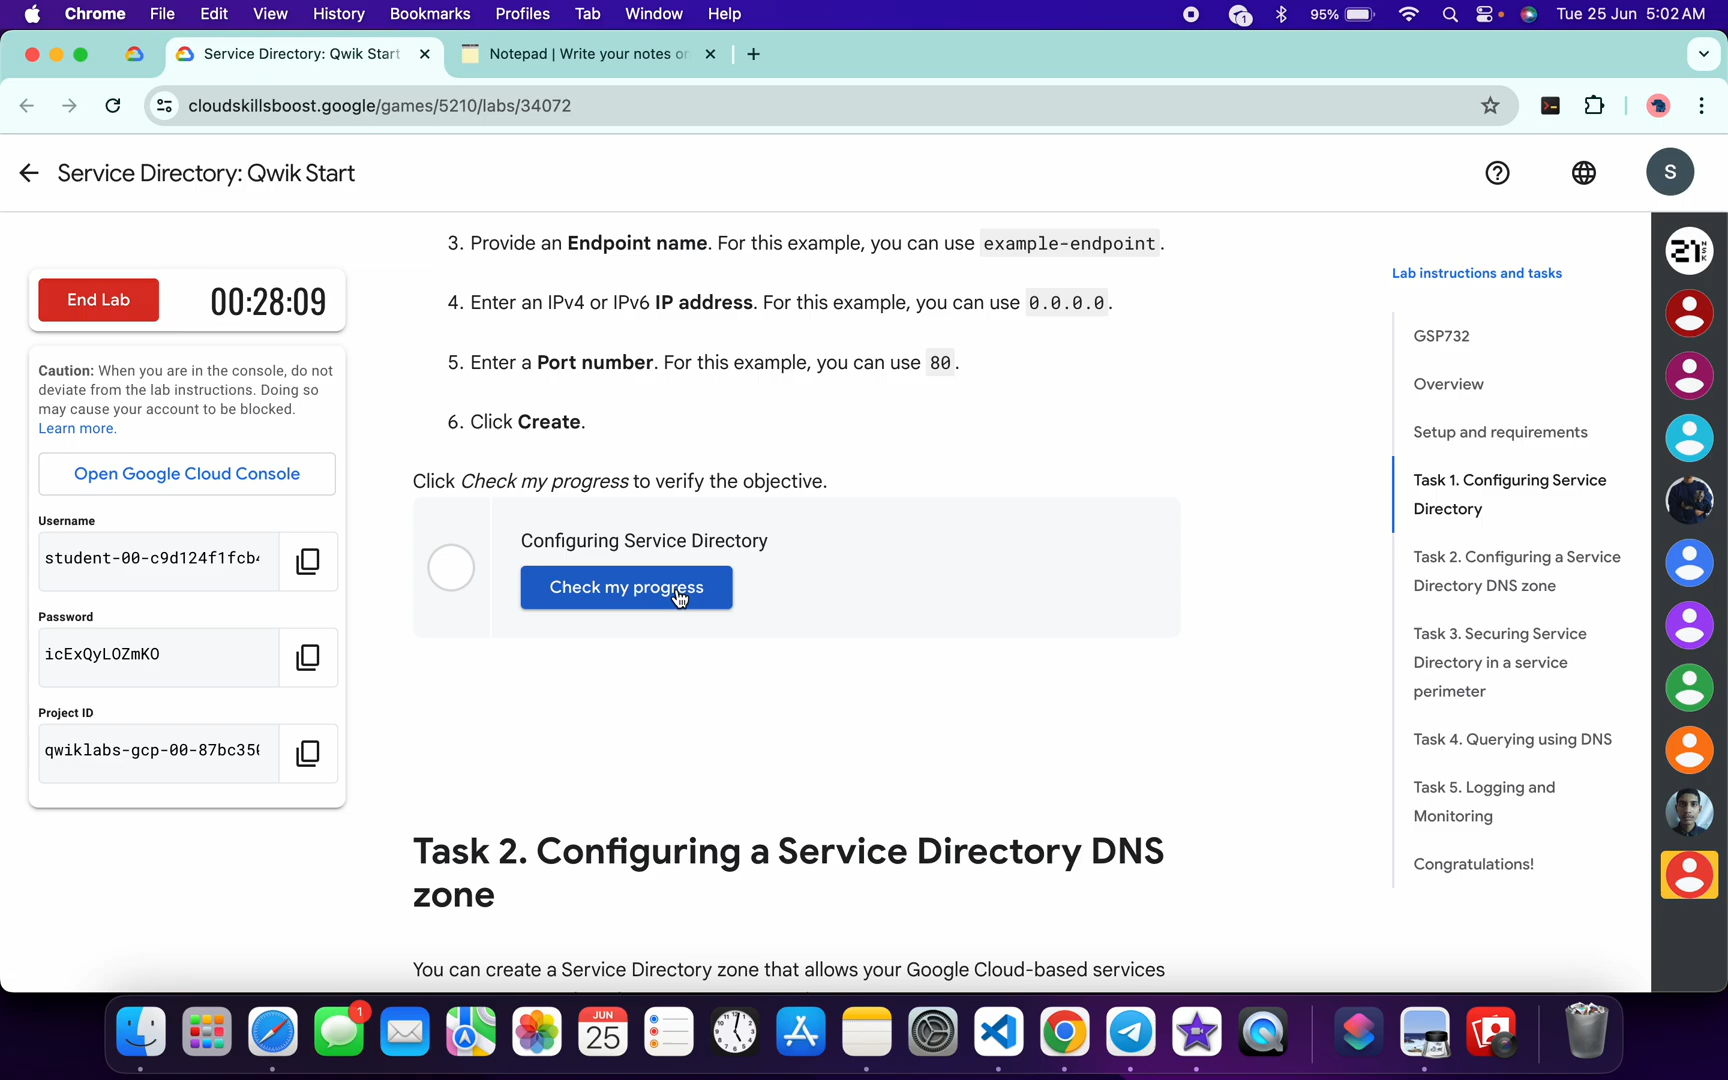 Chrome File Edit View History Bookmarks Profiles Tab Window Help
1 95% Tue 25 Jun 5:02 AM
Service Directory: Qwik Start
Notepad | Write your notes or
cloudskillsboost.google/games/5210/labs/34072
Service Directory: Qwik Start
S
End Lab
00:28:09
Caution: When you are in the console, do not
deviate from the lab instructions. Doing so
may cause your account to be blocked.
Learn more.
Open Google Cloud Console
Username
student-00-c9d124f1fcb4
Password
icExQyLOZmKO
Project ID
qwiklabs-gcp-00-87bc350
3. Provide an Endpoint name. For this example, you can use example-endpoint.
4. Enter an IPv4 or IPv6 IP address. For this example, you can use 0.0.0.0.
5. Enter a Port number. For this example, you can use 80.
6. Click Create.
Click Check my progress to verify the objective.
Configuring Service Directory
Check my progress
Task 2. Configuring a Service Directory DNS
zone
You can create a Service Directory zone that allows your Google Cloud-based services
Lab instructions and tasks
GSP732
Overview
Setup and requirements
Task 1. Configuring Service
Directory
Task 2. Configuring a Service
Directory DNS zone
Task 3. Securing Service
Directory in a service
perimeter
Task 4. Querying using DNS
Task 5. Logging and
Monitoring
Congratulations!
21
1
JUN
25